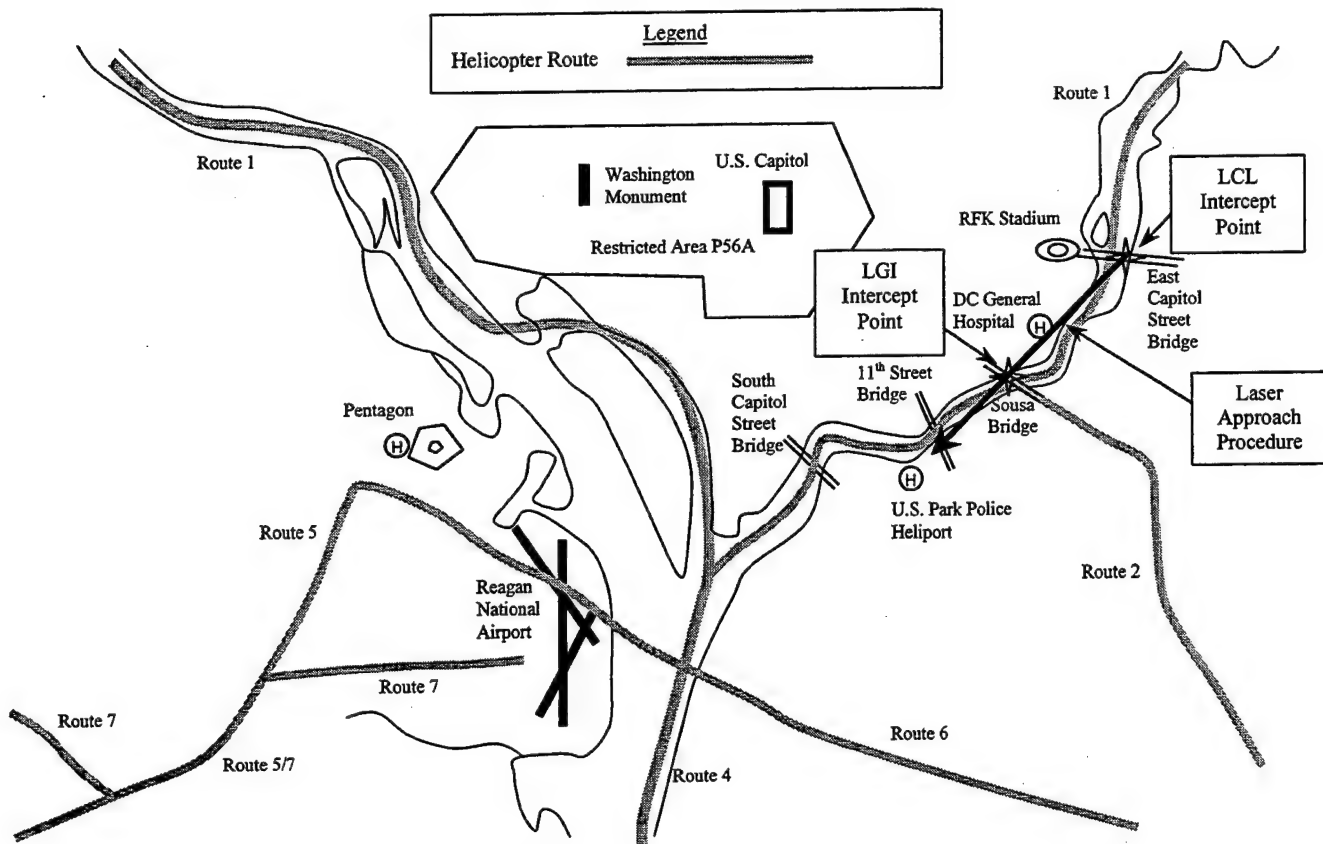 Legend
Helicopter Route
Route 1
Route 1
Washington
Monument
U.S. Capitol
Restricted Area P56A
RFK Stadium
LCL
Intercept
Point
LGI
Intercept
Point
DC General
Hospital
H
East
Capitol
Street
Bridge
11th Street
Bridge
South
Capitol
Street
Bridge
Sousa
Bridge
Laser
Approach
Procedure
Pentagon
H
H
U.S. Park Police
Heliport
Route 5
Route 2
Reagan
National
Airport
Route 7
Route 7
Route 5/7
Route 6
Route 4